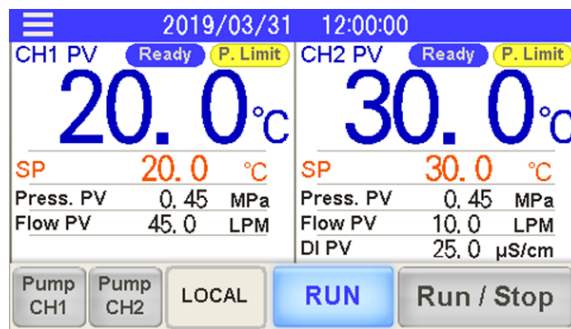 2019/03/31 12:00:00
CH1 PV Ready P. Limit
20.0 °C
SP 20.0 °C
Press. PV 0.45 MPa
Flow PV 45.0 LPM
CH2 PV Ready P. Limit
30.0 °C
SP 30.0 °C
Press. PV 0.45 MPa
Flow PV 10.0 LPM
DI PV 25.0 µS/cm
Pump CH1
Pump CH2
LOCAL
RUN
Run / Stop